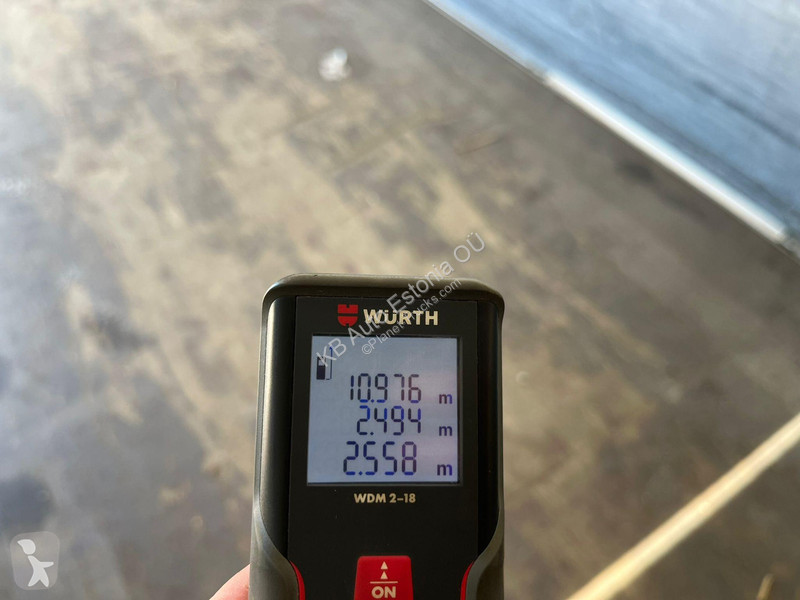 WÜRTH
10.976 m
2.494 m
2.558 m
WDM 2-18
ON
KB Auto Estonia OÜ
©PlanetTrucks.com